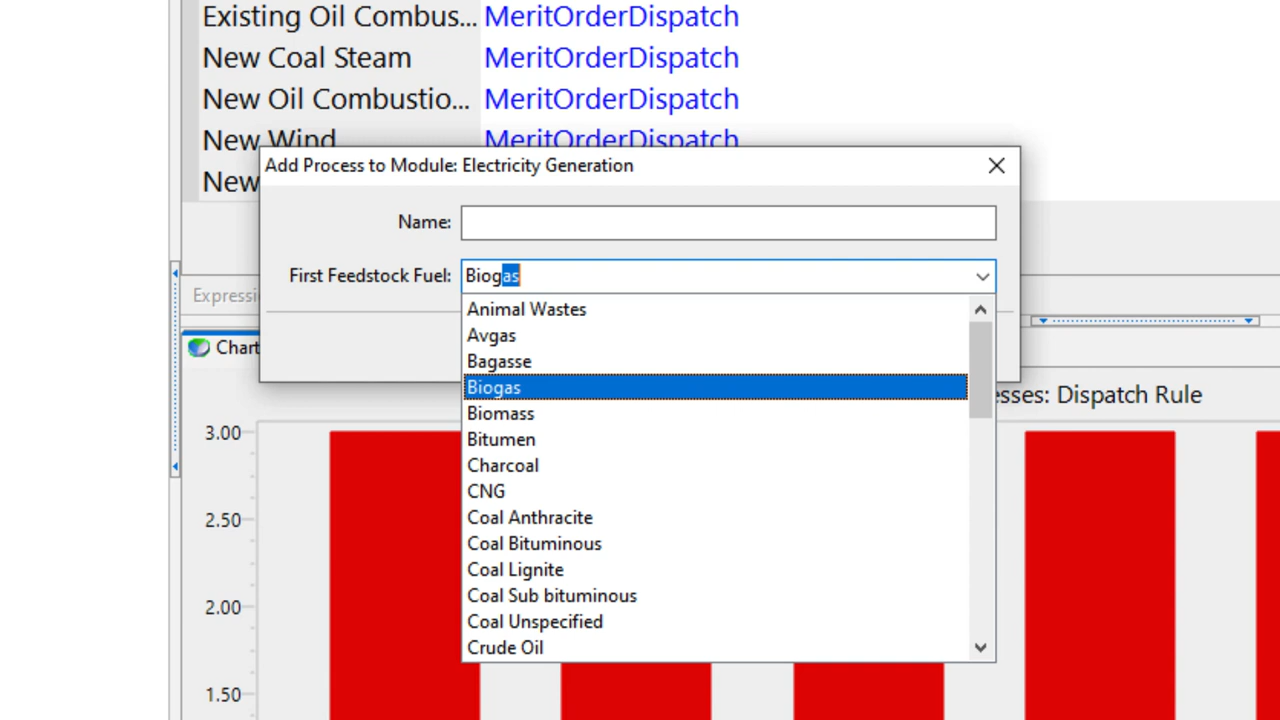 Existing Oil Combus... MeritOrderDispatch
New Coal Steam MeritOrderDispatch
New Oil Combustio... MeritOrderDispatch
New Wind MeritOrderDispatch
New
Add Process to Module: Electricity Generation
Name:
First Feedstock Fuel: Biogas
Animal Wastes
Avgas
Bagasse
Biogas
Biomass
Bitumen
Charcoal
CNG
Coal Anthracite
Coal Bituminous
Coal Lignite
Coal Sub bituminous
Coal Unspecified
Crude Oil
Expressi
Chart
esses: Dispatch Rule
3.00
2.50
2.00
1.50